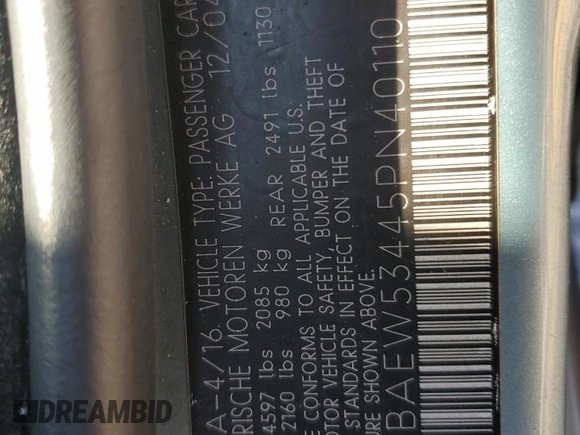 A-4/16. VEHICLE TYPE: PASSENGER CAR
RISCHE MOTOREN WERKE AG 12/04
4597 lbs 2085 kg
2160 lbs 980 kg REAR 2491 lbs 1130
E CONFORMS TO ALL APPLICABLE U.S.
MOTOR VEHICLE SAFETY, BUMPER AND THEFT
STANDARDS IN EFFECT ON THE DATE OF
URE SHOWN ABOVE.
BAEW53445PN40110
DREAMBID